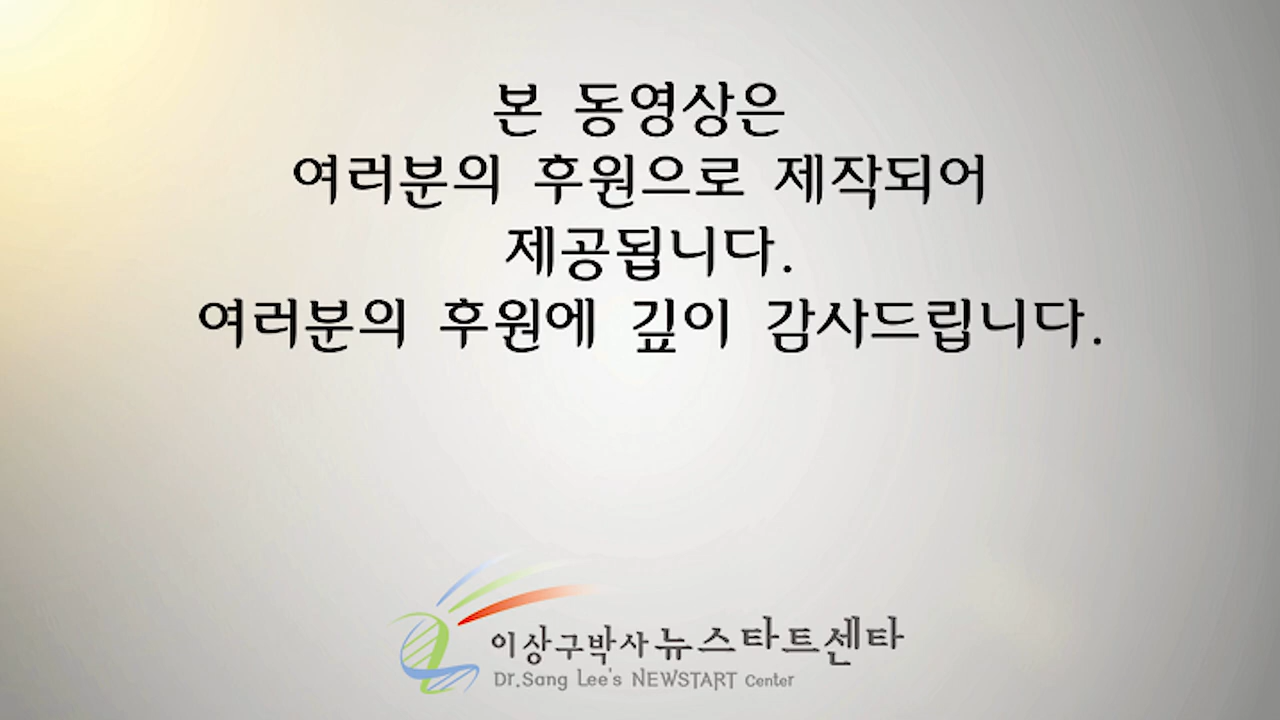 본 동영상은
여러분의 후원으로 제작되어
제공됩니다.
여러분의 후원에 깊이 감사드립니다.
이상구박사 뉴스타트센타
Dr.Sang Lee's NEWSTART Center